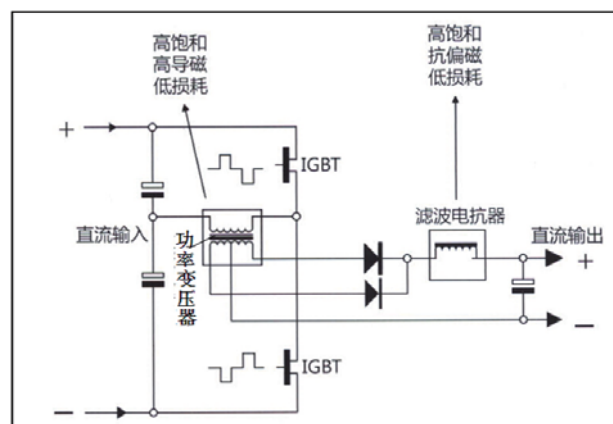 高饱和
高导磁
低损耗
高饱和
抗偏磁
低损耗
+
IGBT
滤波电抗器
直流输入
功率变压器
直流输出
+
—
IGBT
—